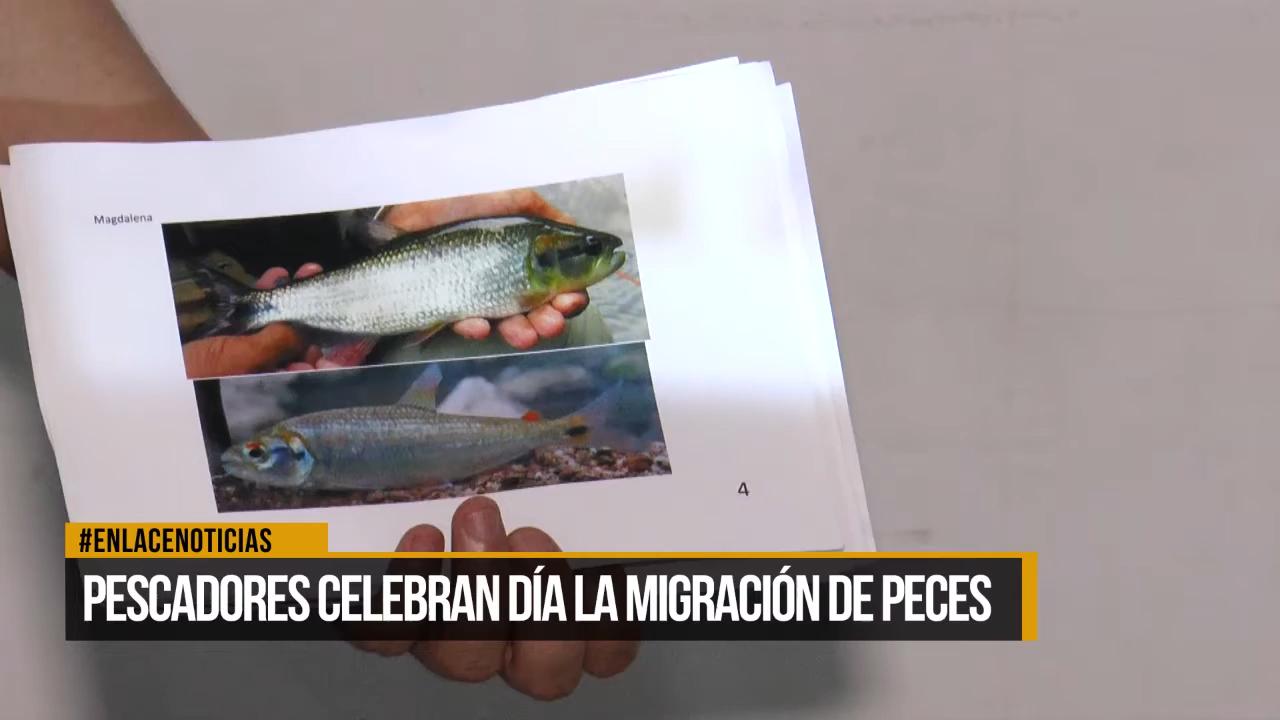 Magdalena
4
#ENLACENOTICIAS
PESCADORES CELEBRAN DÍA LA MIGRACIÓN DE PECES